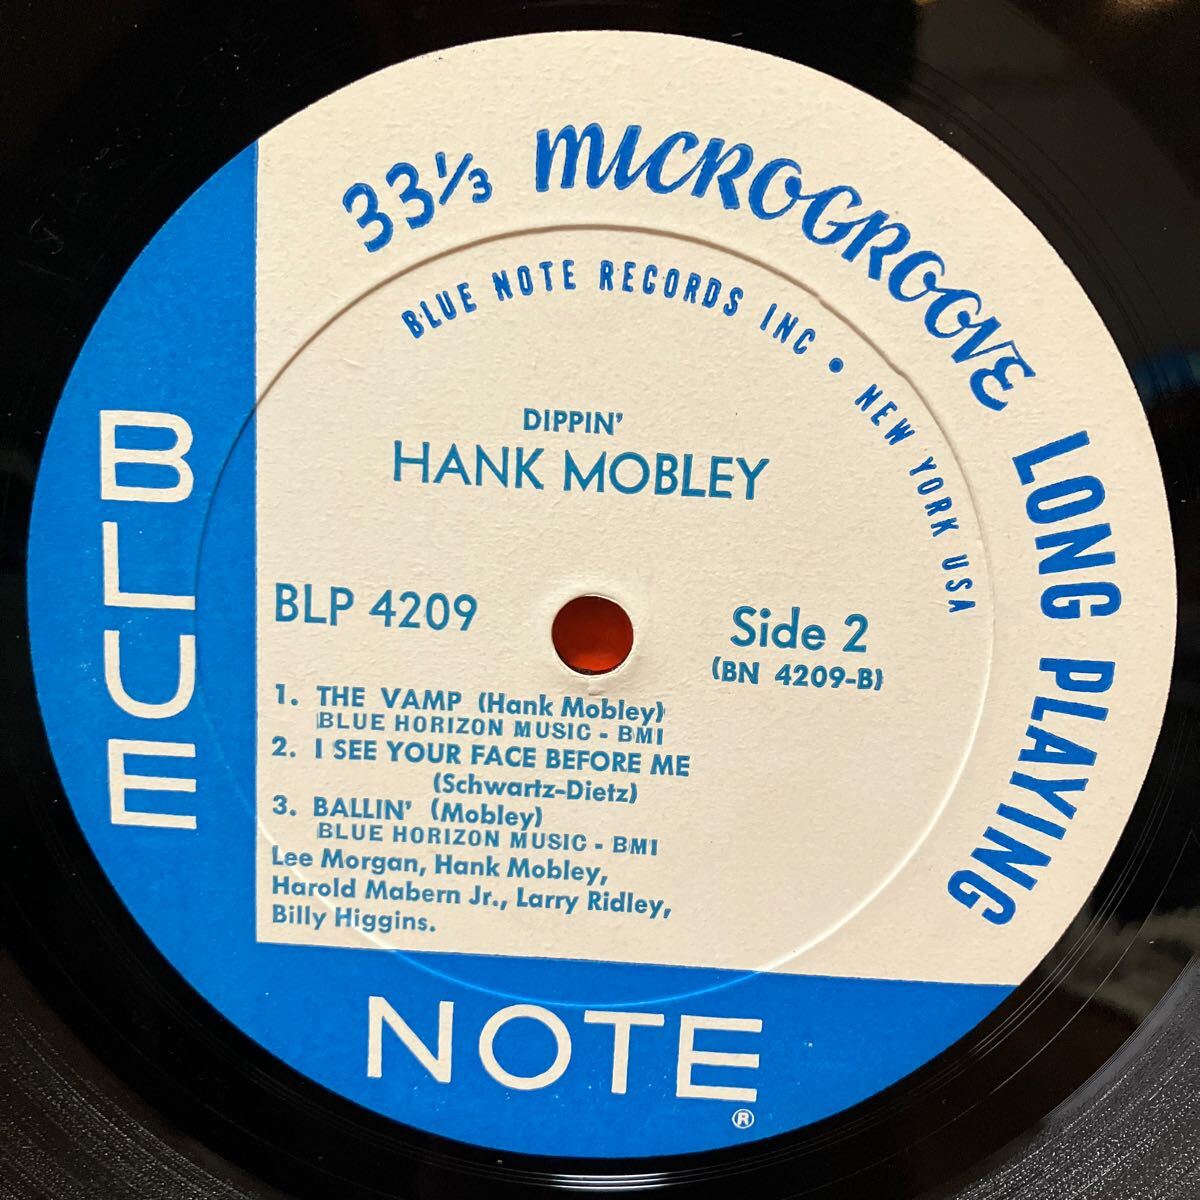 33⅓ MICROGROOVE LONG PLAYING
BLUE NOTE RECORDS INC • NEW YORK USA
DIPPIN'
HANK MOBLEY
BLP 4209
Side 2
(BN 4209-B)
1. THE VAMP (Hank Mobley)
BLUE HORIZON MUSIC - BMI
2. I SEE YOUR FACE BEFORE ME
(Schwartz-Dietz)
3. BALLIN' (Mobley)
BLUE HORIZON MUSIC - BMI
Lee Morgan, Hank Mobley,
Harold Mabern Jr., Larry Ridley,
Billy Higgins.
BLUE
NOTE
®